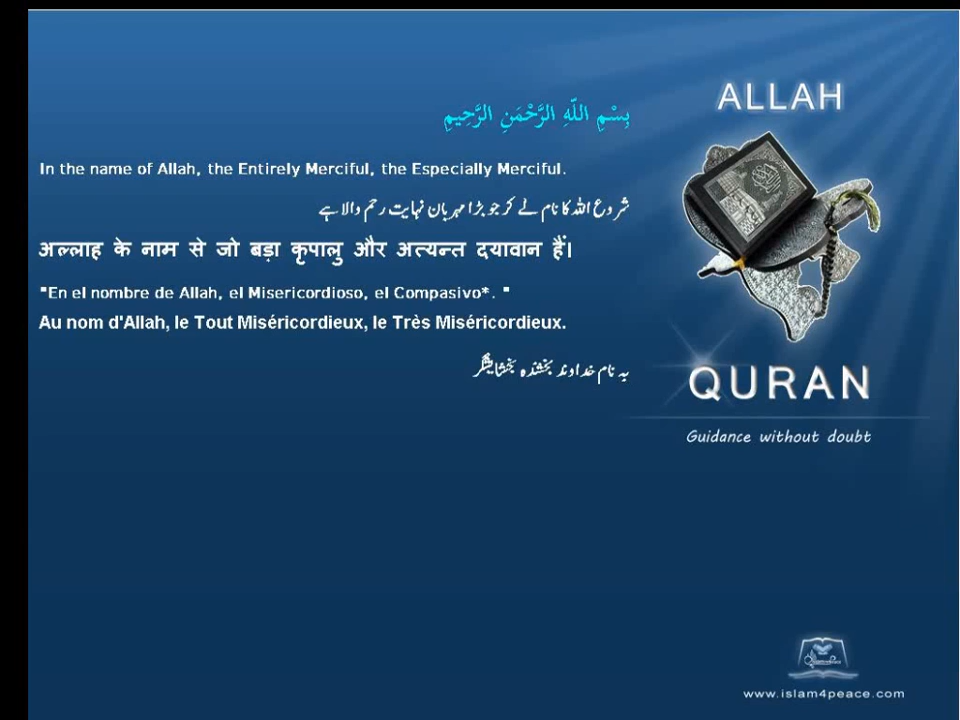 بِسْمِ اللّهِ الرَّحْمَنِ الرَّحِيمِ
In the name of Allah, the Entirely Merciful, the Especially Merciful.
شروع اللہ کا نام لے کر جو بڑا مہربان نہایت رحم والا ہے
अल्लाह के नाम से जो बड़ा कृपालु और अत्यन्त दयावान हैं।
"En el nombre de Allah, el Misericordioso, el Compasivo*. "
Au nom d'Allah, le Tout Miséricordieux, le Très Miséricordieux.
به نام خداوند بخشنده بخشایشگر
ALLAH
QURAN
Guidance without doubt
www.islam4peace.com